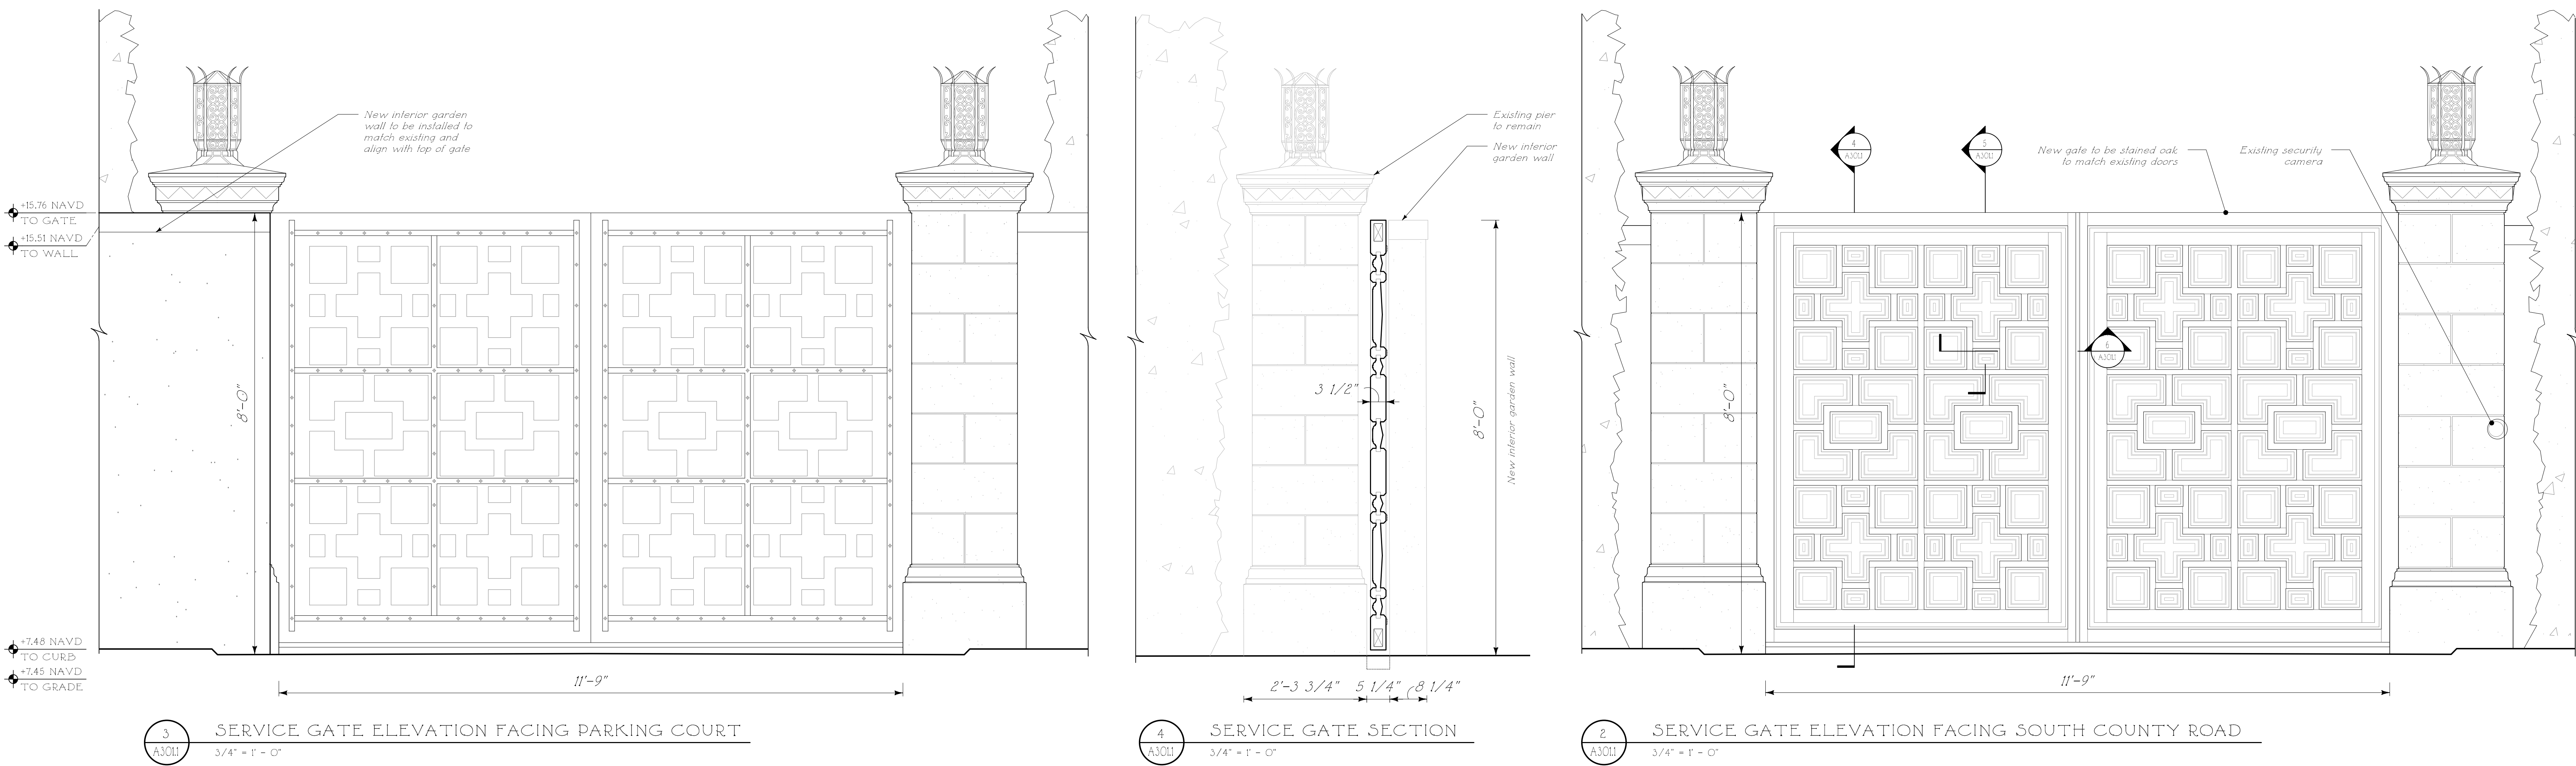 New interior garden
wall to be installed to
match existing and
align with top of gate
+15.76 NAVD
TO GATE
+15.51 NAVD
TO WALL
8'-0"
+7.48 NAVD
TO CURB
+7.45 NAVD
TO GRADE
11'-9"
3
A301.1
SERVICE GATE ELEVATION FACING PARKING COURT
3/4" = 1' - 0"
Existing pier
to remain
New interior
garden wall
3 1/2"
8'-0"
New interior garden wall
2'-3 3/4"
5 1/4"
8 1/4"
4
A301.1
SERVICE GATE SECTION
3/4" = 1' - 0"
4
A301.1
5
A301.1
New gate to be stained oak
to match existing doors
Existing security
camera
6
A301.1
8'-0"
11'-9"
2
A301.1
SERVICE GATE ELEVATION FACING SOUTH COUNTY ROAD
3/4" = 1' - 0"